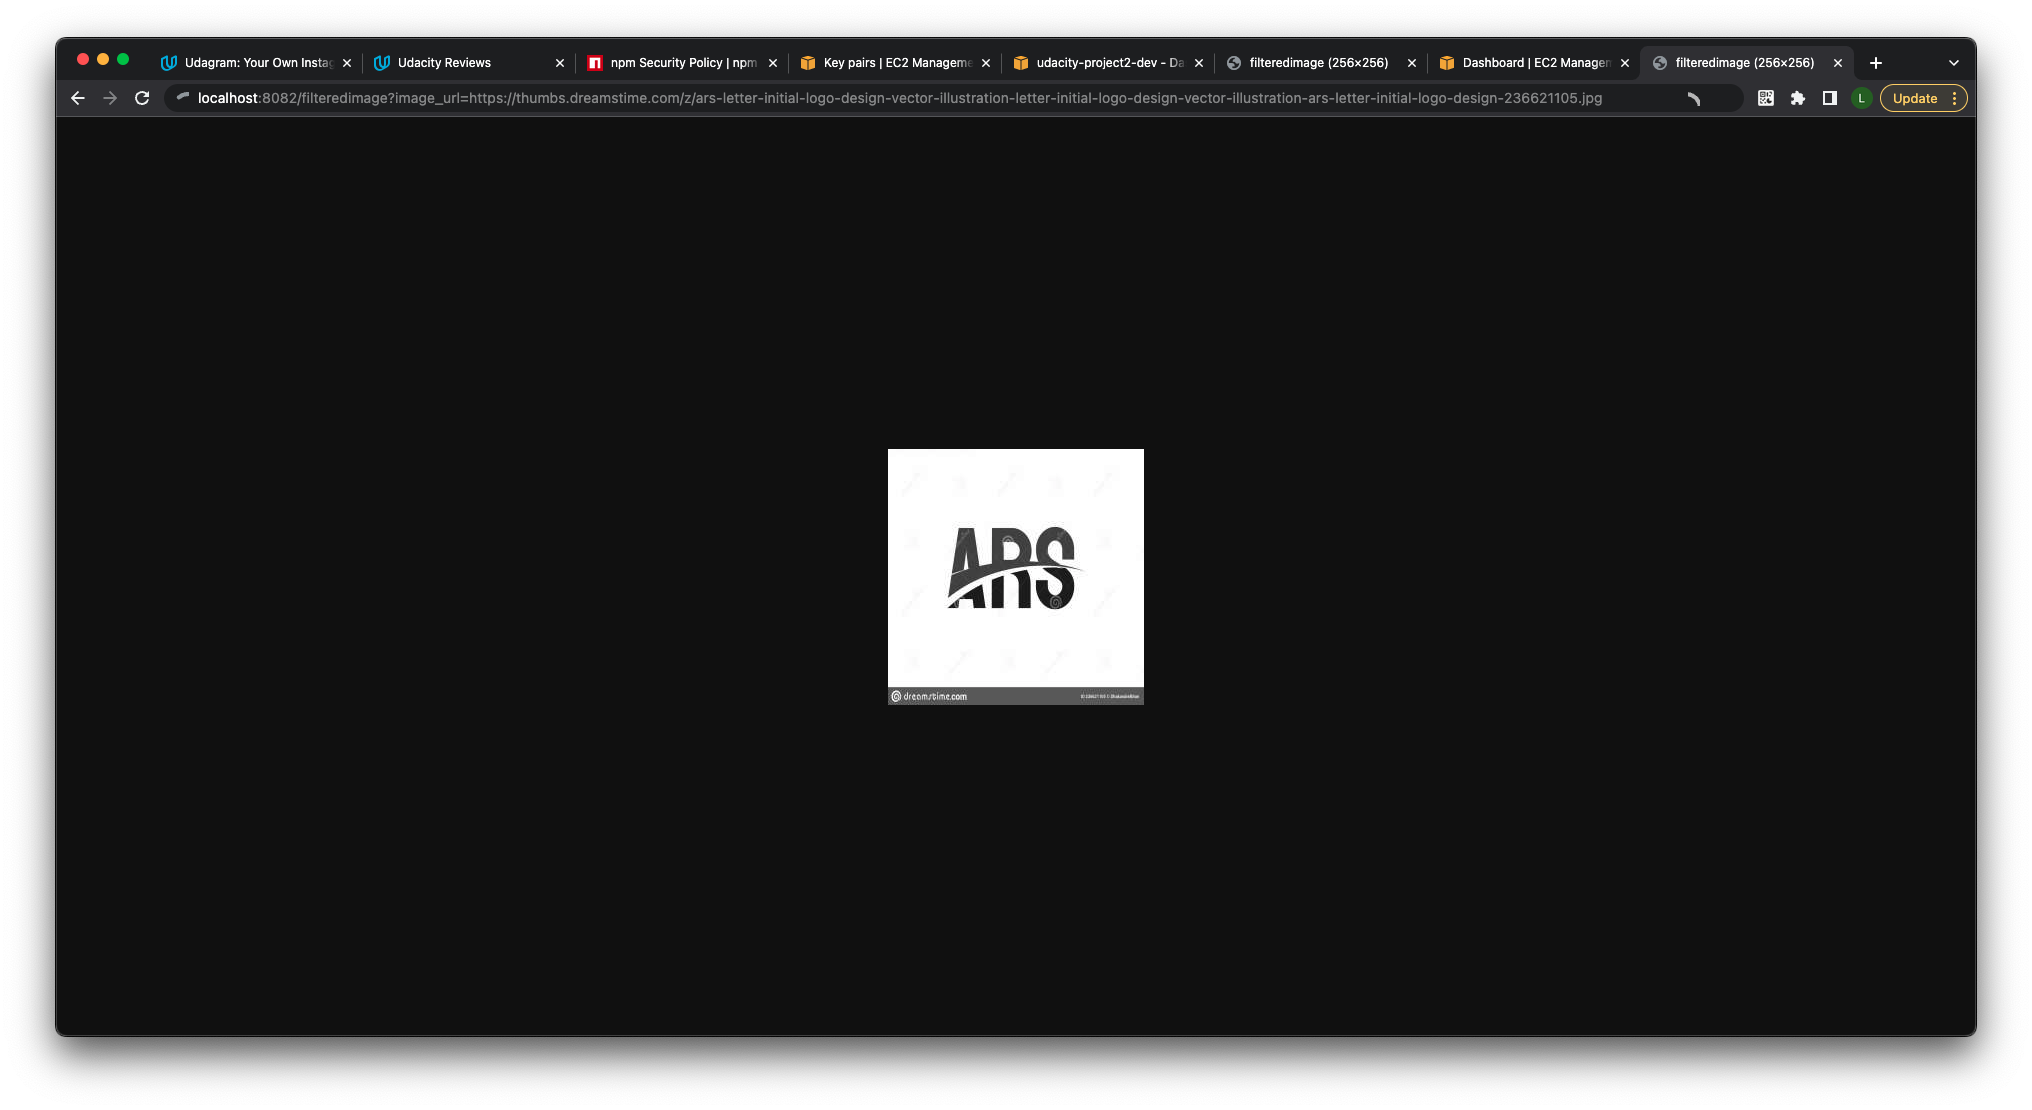 Udagram: Your Own Instag
Udacity Reviews
npm Security Policy | npm
Key pairs | EC2 Manageme
udacity-project2-dev - Da
filteredimage (256×256)
Dashboard | EC2 Managen
filteredimage (256×256)
localhost:8082/filteredimage?image_url=https://thumbs.dreamstime.com/z/ars-letter-initial-logo-design-vector-illustration-letter-initial-logo-design-vector-illustration-ars-letter-initial-logo-design-236621105.jpg
L
Update
ARS
dreamstime.com